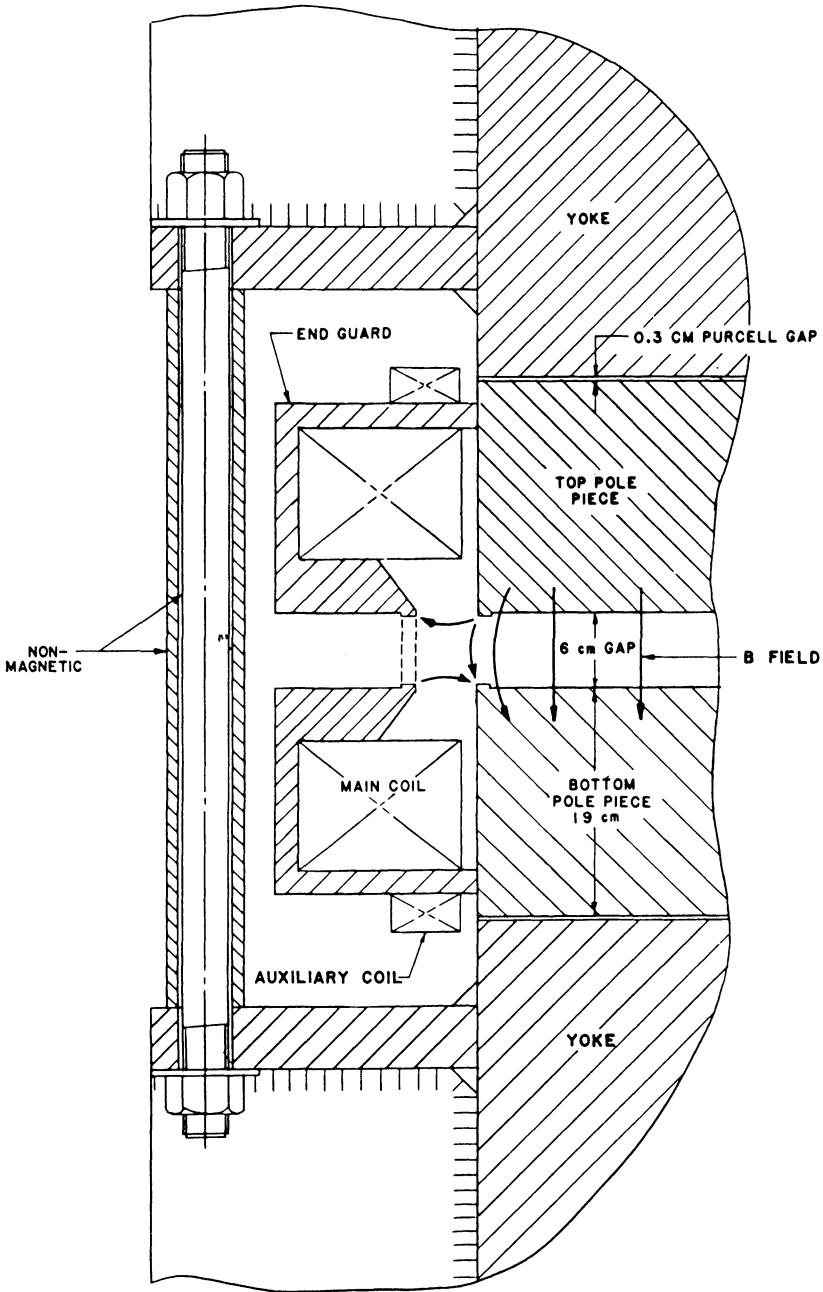 YOKE
END GUARD
0.3 CM PURCELL GAP
TOP POLE
PIECE
NON-
MAGNETIC
6 cm GAP
B FIELD
MAIN COIL
BOTTOM
POLE PIECE
19 cm
AUXILIARY COIL
YOKE